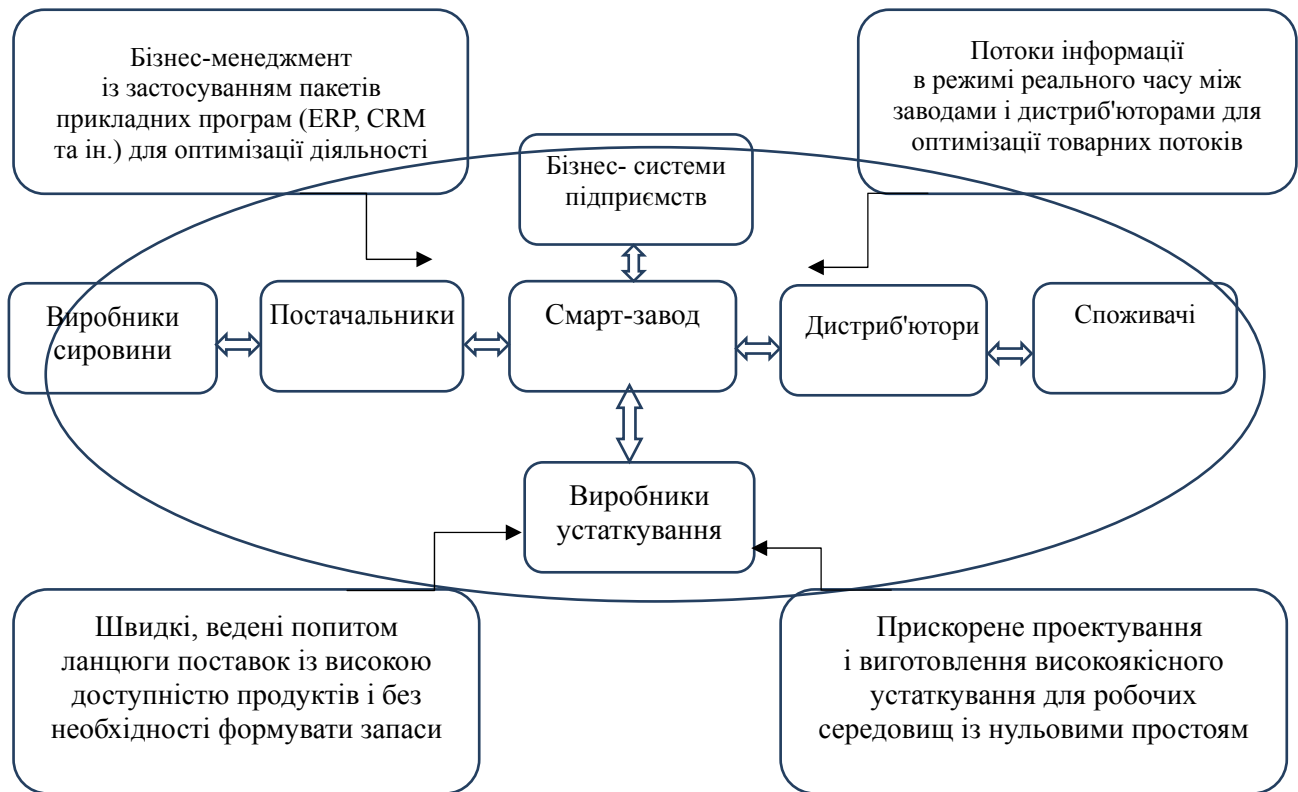 Бізнес-менеджмент
із застосуванням пакетів
прикладних програм (ERP, CRM
та ін.) для оптимізації діяльності
Потоки інформації
в режимі реального часу між
заводами і дистриб'юторами для
оптимізації товарних потоків
Бізнес- системи
підприємств
Виробники
сировини
Постачальники
Смарт-завод
Дистриб'ютори
Споживачі
Виробники
устаткування
Швидкі, ведені попитом
ланцюги поставок із високою
доступністю продуктів і без
необхідності формувати запаси
Прискорене проектування
і виготовлення високоякісного
устаткування для робочих
середовищ із нульовими простоям